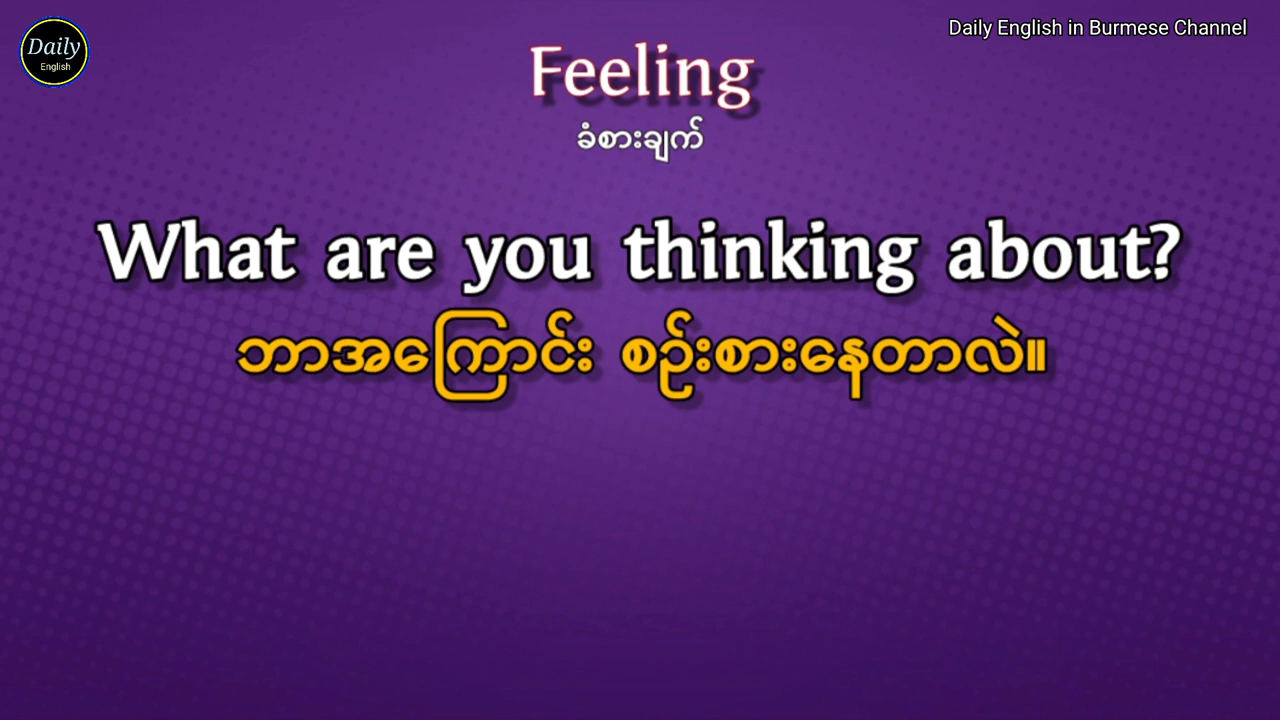 Daily
English
Daily English in Burmese Channel
Feeling
ခံစားချက်
What are you thinking about?
ဘာအကြောင်း စဉ်းစားနေတာလဲ။